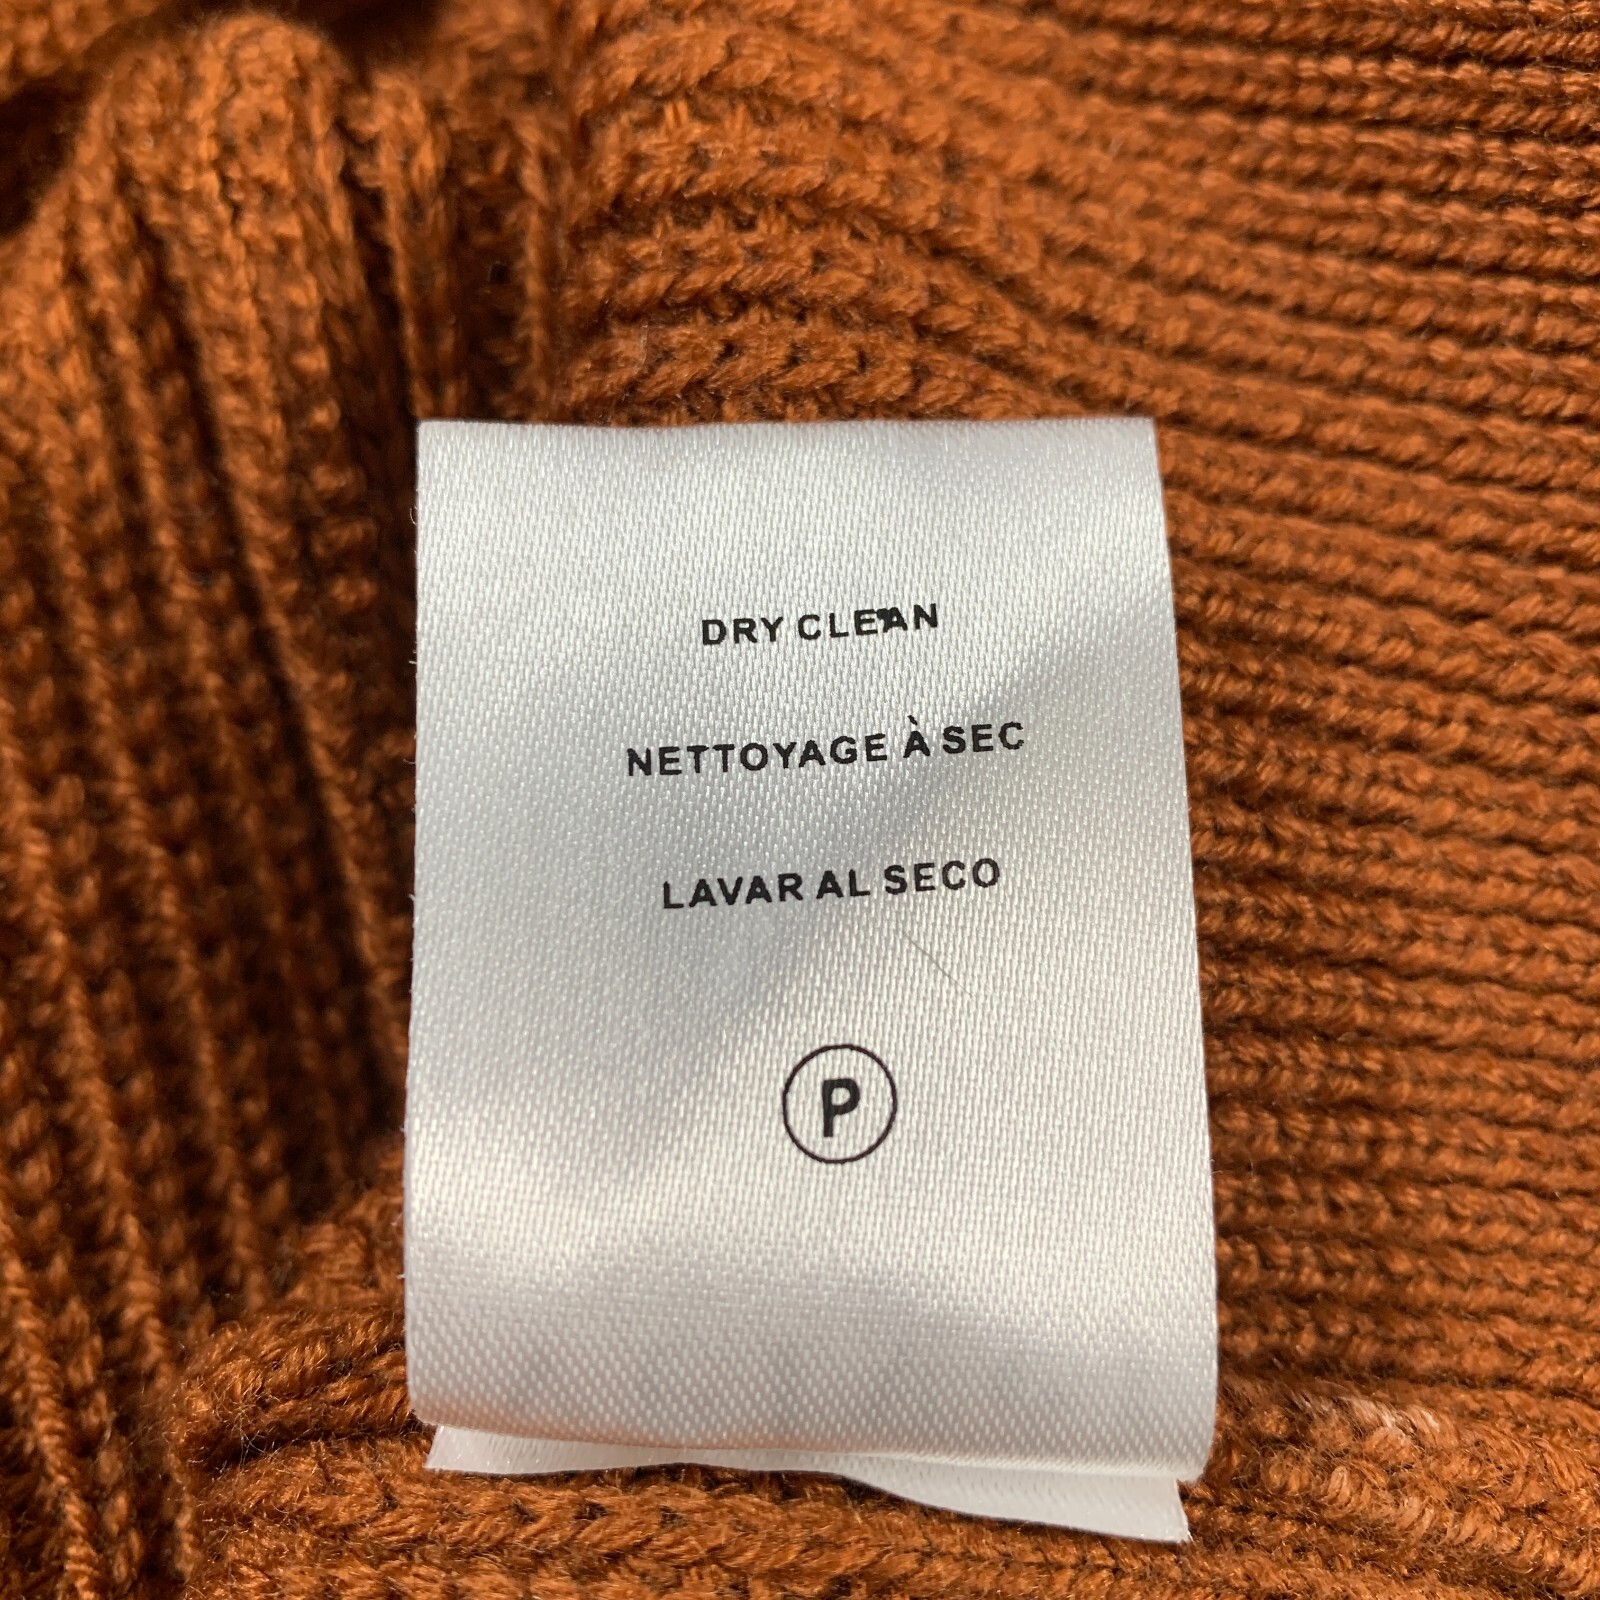 DRY CLEAN
NETTOYAGE À SEC
LAVAR AL SECO
P